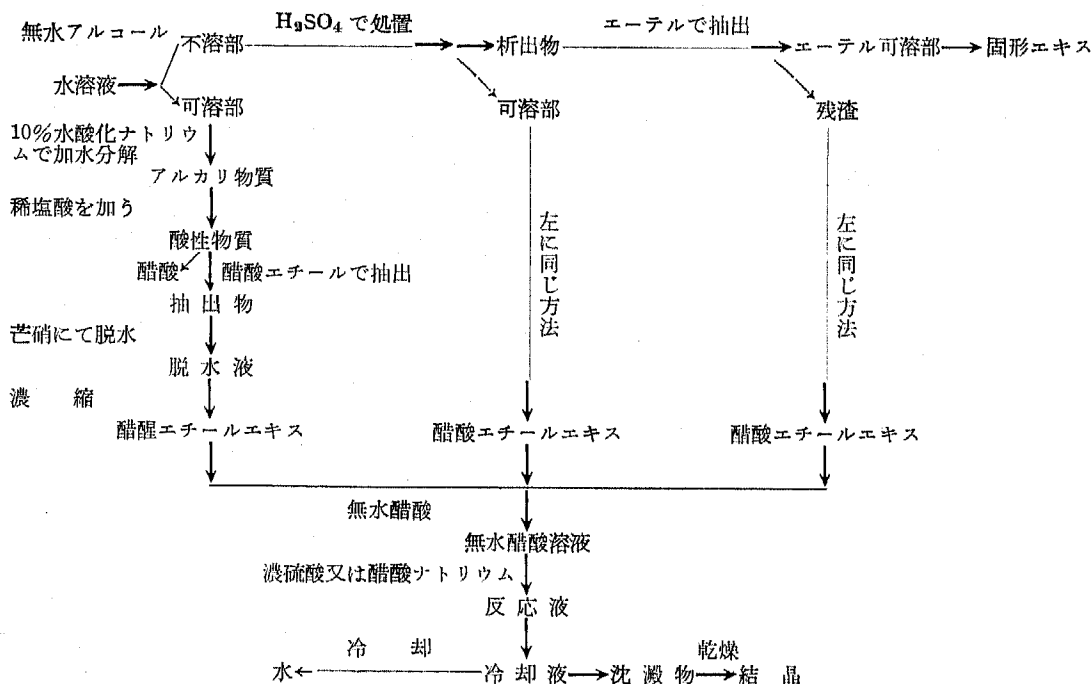 無水アルコール
不溶部
H₂SO₄で処置
析出物
エーテルで抽出
エーテル可溶部
固形エキス
水溶液
可溶部
可溶部
残渣
10%水酸化ナトリウ
ムで加水分解
アルカリ物質
稀塩酸を加う
酸性物質
醋酸
醋酸エチールで抽出
抽出物
芒硝にて脱水
脱水液
濃縮
左に同じ方法
左に同じ方法
醋醒エチールエキス
醋酸エチールエキス
醋酸エチールエキス
無水醋酸
無水醋酸溶液
濃硫酸又は醋酸ナトリウム
反応液
冷却
乾燥
水
冷却液
沈澱物
結晶